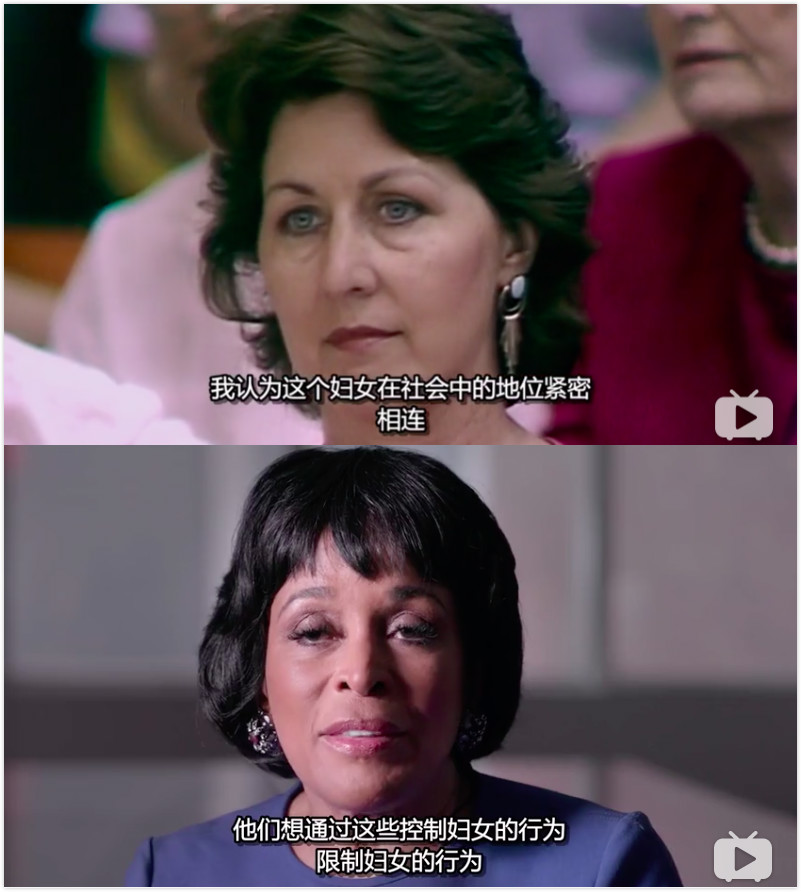 我认为这个妇女在社会中的地位紧密
相连
他们想通过这些控制妇女的行为
限制妇女的行为